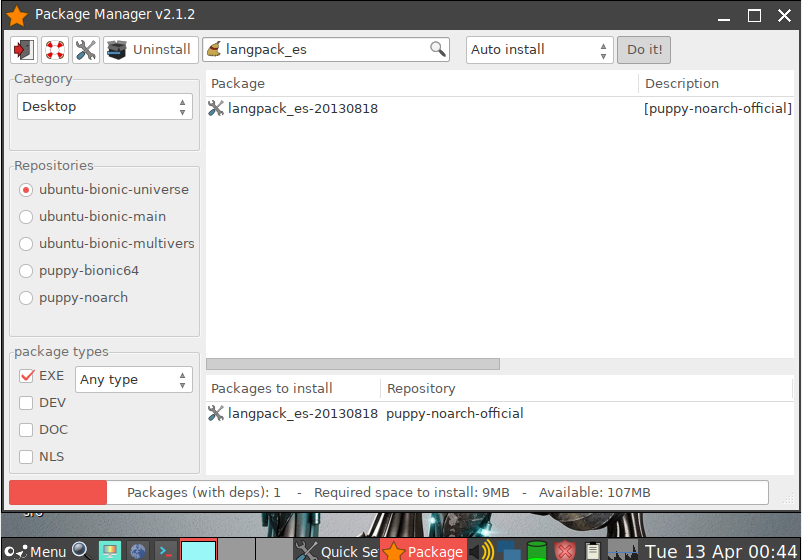 Package Manager v2.1.2
Uninstall
langpack_es
Auto install
Do it!
Category
Desktop
Repositories
ubuntu-bionic-universe
ubuntu-bionic-main
ubuntu-bionic-multivers
puppy-bionic64
puppy-noarch
package types
EXE
Any type
DEV
DOC
NLS
Package Description
langpack_es-20130818 [puppy-noarch-official]
Packages to install Repository
langpack_es-20130818 puppy-noarch-official
Packages (with deps): 1 - Required space to install: 9MB - Available: 107MB
Menu Quick Se Package Tue 13 Apr 00:44